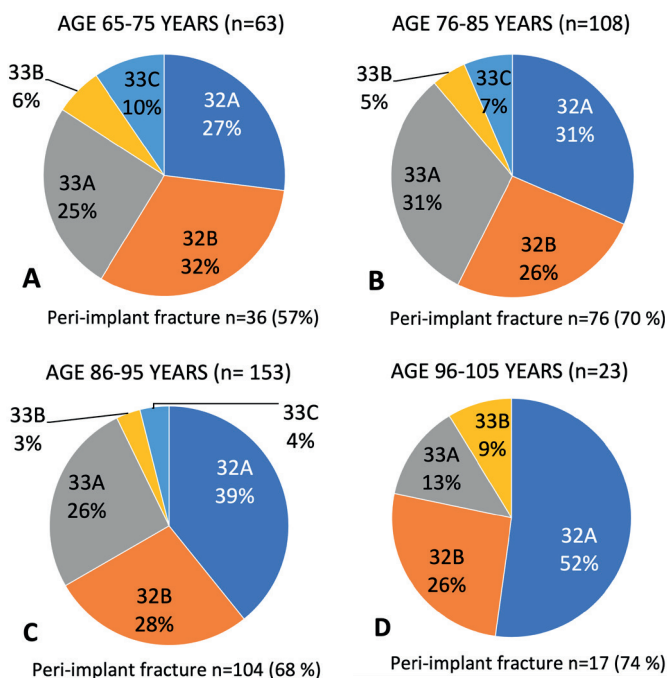 AGE 65-75 YEARS (n=63)
33B
6%
33C
10%
32A
27%
33A
25%
32B
32%
A
Peri-implant fracture n=36 (57%)
AGE 76-85 YEARS (n=108)
33B
5%
33C
7%
32A
31%
33A
31%
32B
26%
B
Peri-implant fracture n=76 (70 %)
AGE 86-95 YEARS (n= 153)
33B
3%
33C
4%
32A
39%
33A
26%
32B
28%
C
Peri-implant fracture n=104 (68 %)
AGE 96-105 YEARS (n=23)
33B
9%
33A
13%
32A
52%
32B
26%
D
Peri-implant fracture n=17 (74 %)